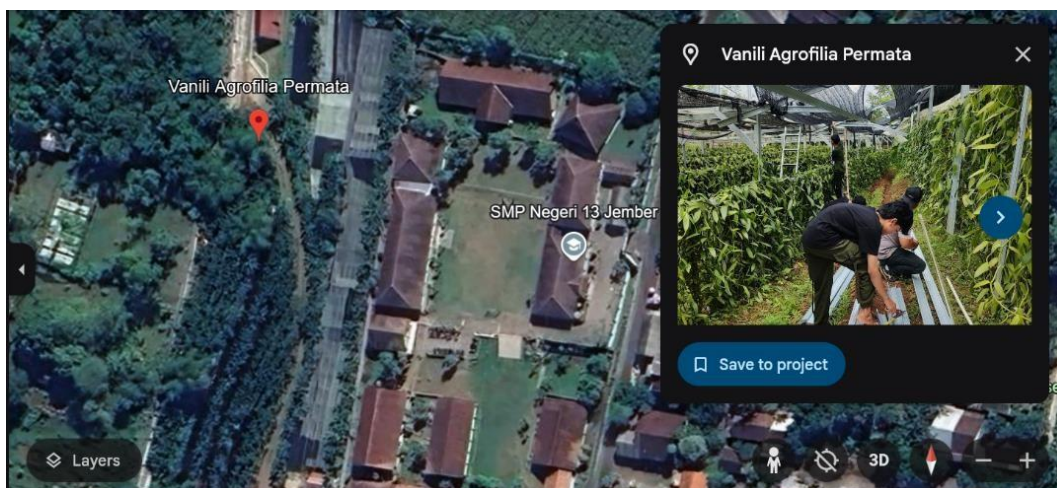 Vanili Agrofilia Permata
SMP Negeri 13 Jember
Vanili Agrofilia Permata
Save to project
Layers
3D